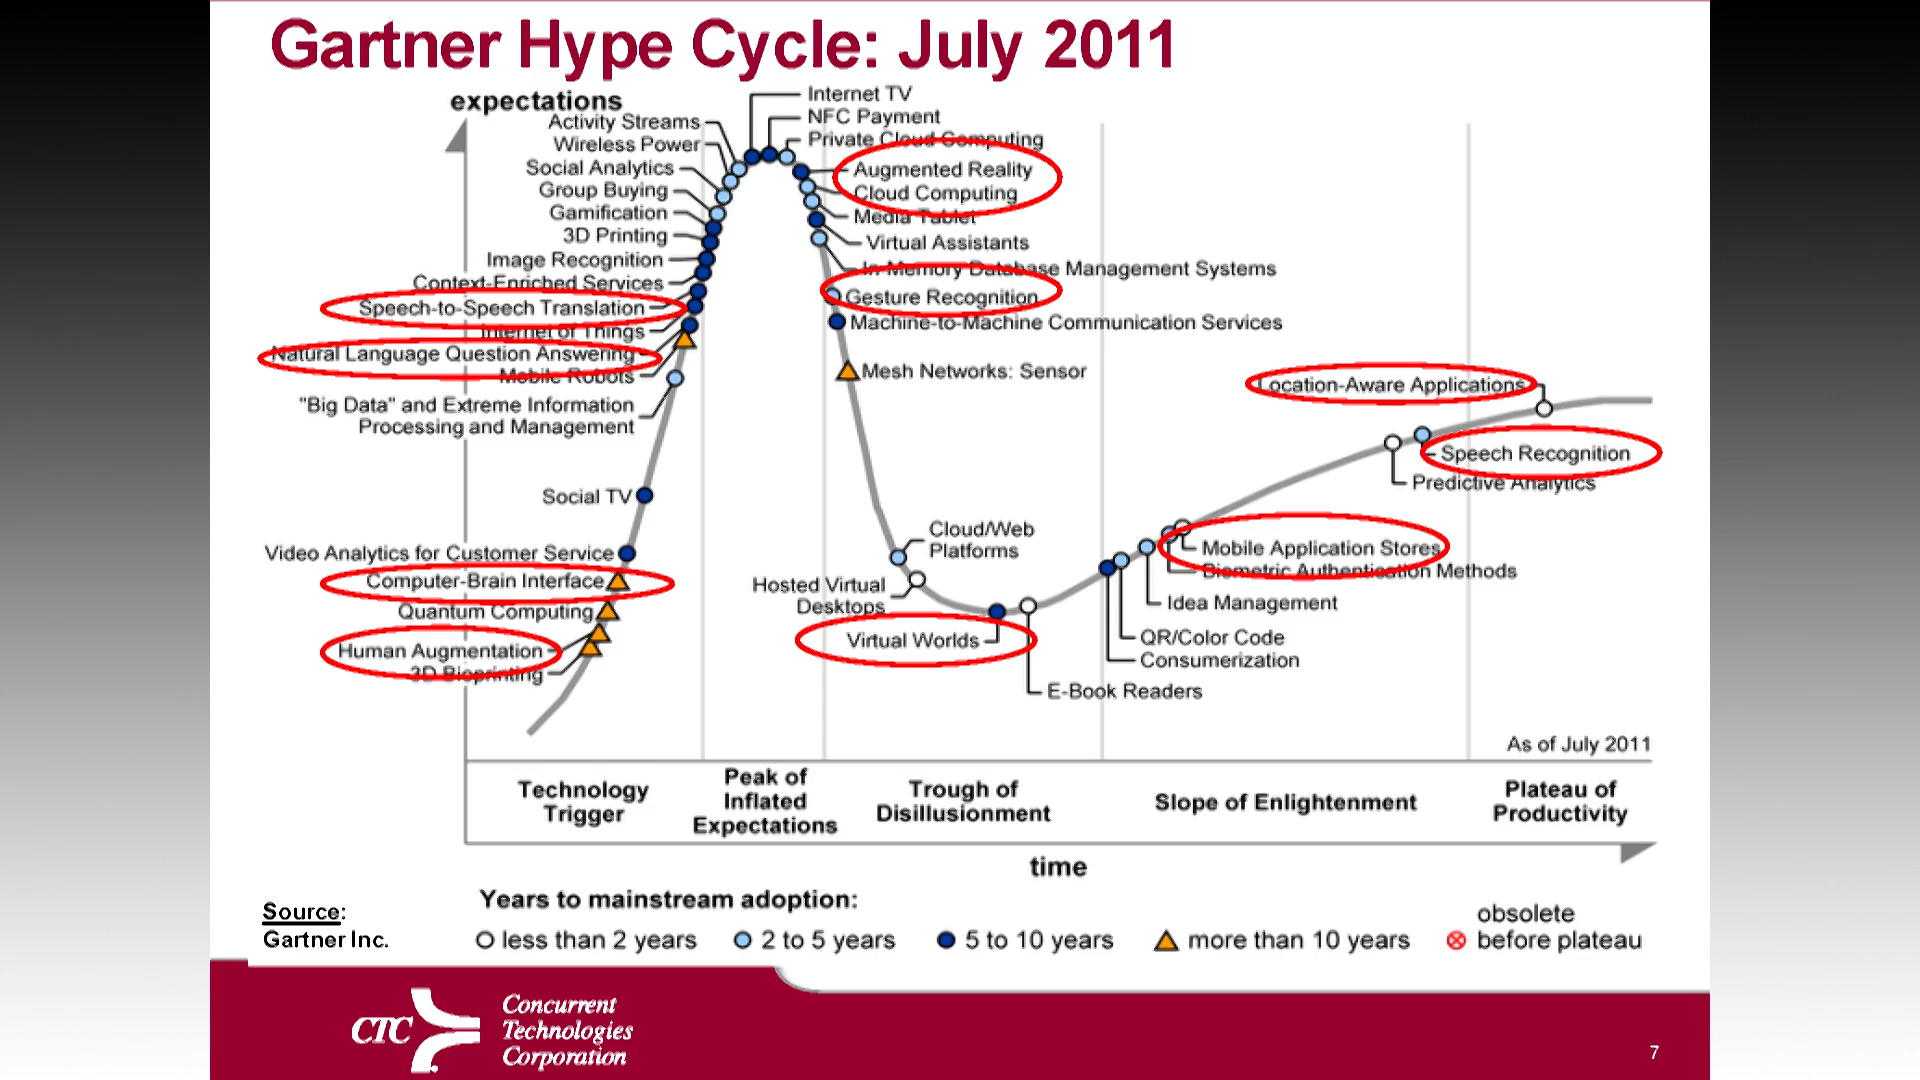 Gartner Hype Cycle: July 2011
expectations
Activity Streams
Wireless Power
Social Analytics
Group Buying
Gamification
3D Printing
Image Recognition
Context-Enriched Services
Speech-to-Speech Translation
Internet of Things
Natural Language Question Answering
Mobile Robots
"Big Data" and Extreme Information
Processing and Management
Social TV
Video Analytics for Customer Service
Computer-Brain Interface
Quantum Computing
Human Augmentation
3D Bioprinting
Internet TV
NFC Payment
Private Cloud Computing
Augmented Reality
Cloud Computing
Media Tablet
Virtual Assistants
In-Memory Database Management Systems
Gesture Recognition
Machine-to-Machine Communication Services
Mesh Networks: Sensor
Cloud/Web
Platforms
Hosted Virtual
Desktops
Virtual Worlds
E-Book Readers
Consumerization
QR/Color Code
Idea Management
Biometric Authentication Methods
Mobile Application Stores
Predictive Analytics
Speech Recognition
Location-Aware Applications
As of July 2011
Technology
Trigger
Peak of
Inflated
Expectations
Trough of
Disillusionment
Slope of Enlightenment
Plateau of
Productivity
time
Years to mainstream adoption:
less than 2 years
2 to 5 years
5 to 10 years
more than 10 years
obsolete
before plateau
Source:
Gartner Inc.
CTC
Concurrent
Technologies
Corporation
7